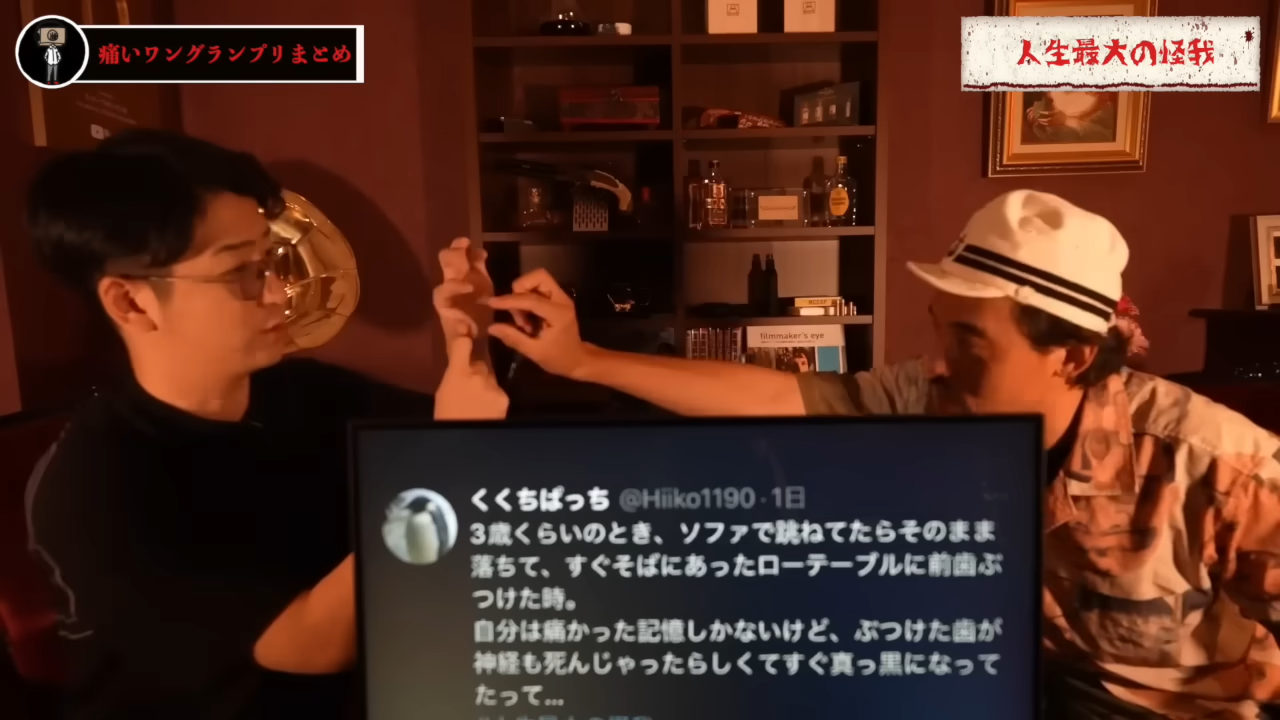 痛いワングランプリまとめ
人生最大の怪我
filmmaker's eye
くくちぱっち @Hiiko1190・1日
3歳くらいのとき、ソファで跳ねてたらそのまま
落ちて、すぐそばにあったローテーブルに前歯ぶ
つけた時。
自分は痛かった記憶しかないけど、ぶつけた歯が
神経も死んじゃったらしくてすぐ真っ黒になって
たって…